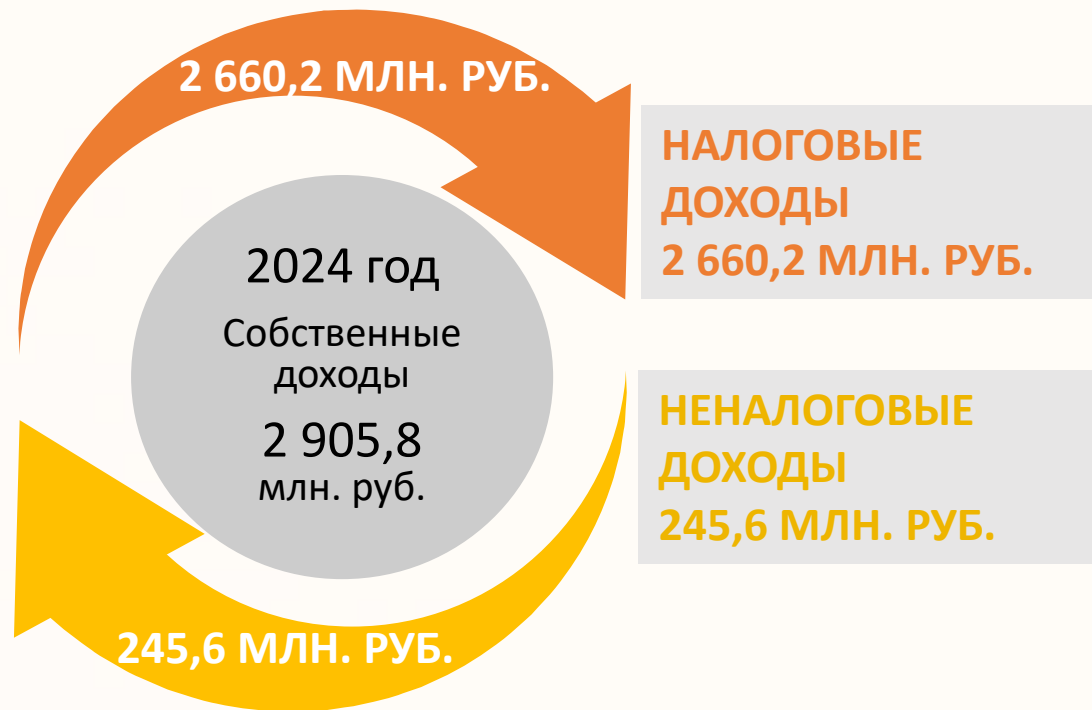 2 660,2 МЛН. РУБ.
НАЛОГОВЫЕ
ДОХОДЫ
2 660,2 МЛН. РУБ.
2024 год
Собственные
доходы
2 905,8
млн. руб.
НЕНАЛОГОВЫЕ
ДОХОДЫ
245,6 МЛН. РУБ.
245,6 МЛН. РУБ.